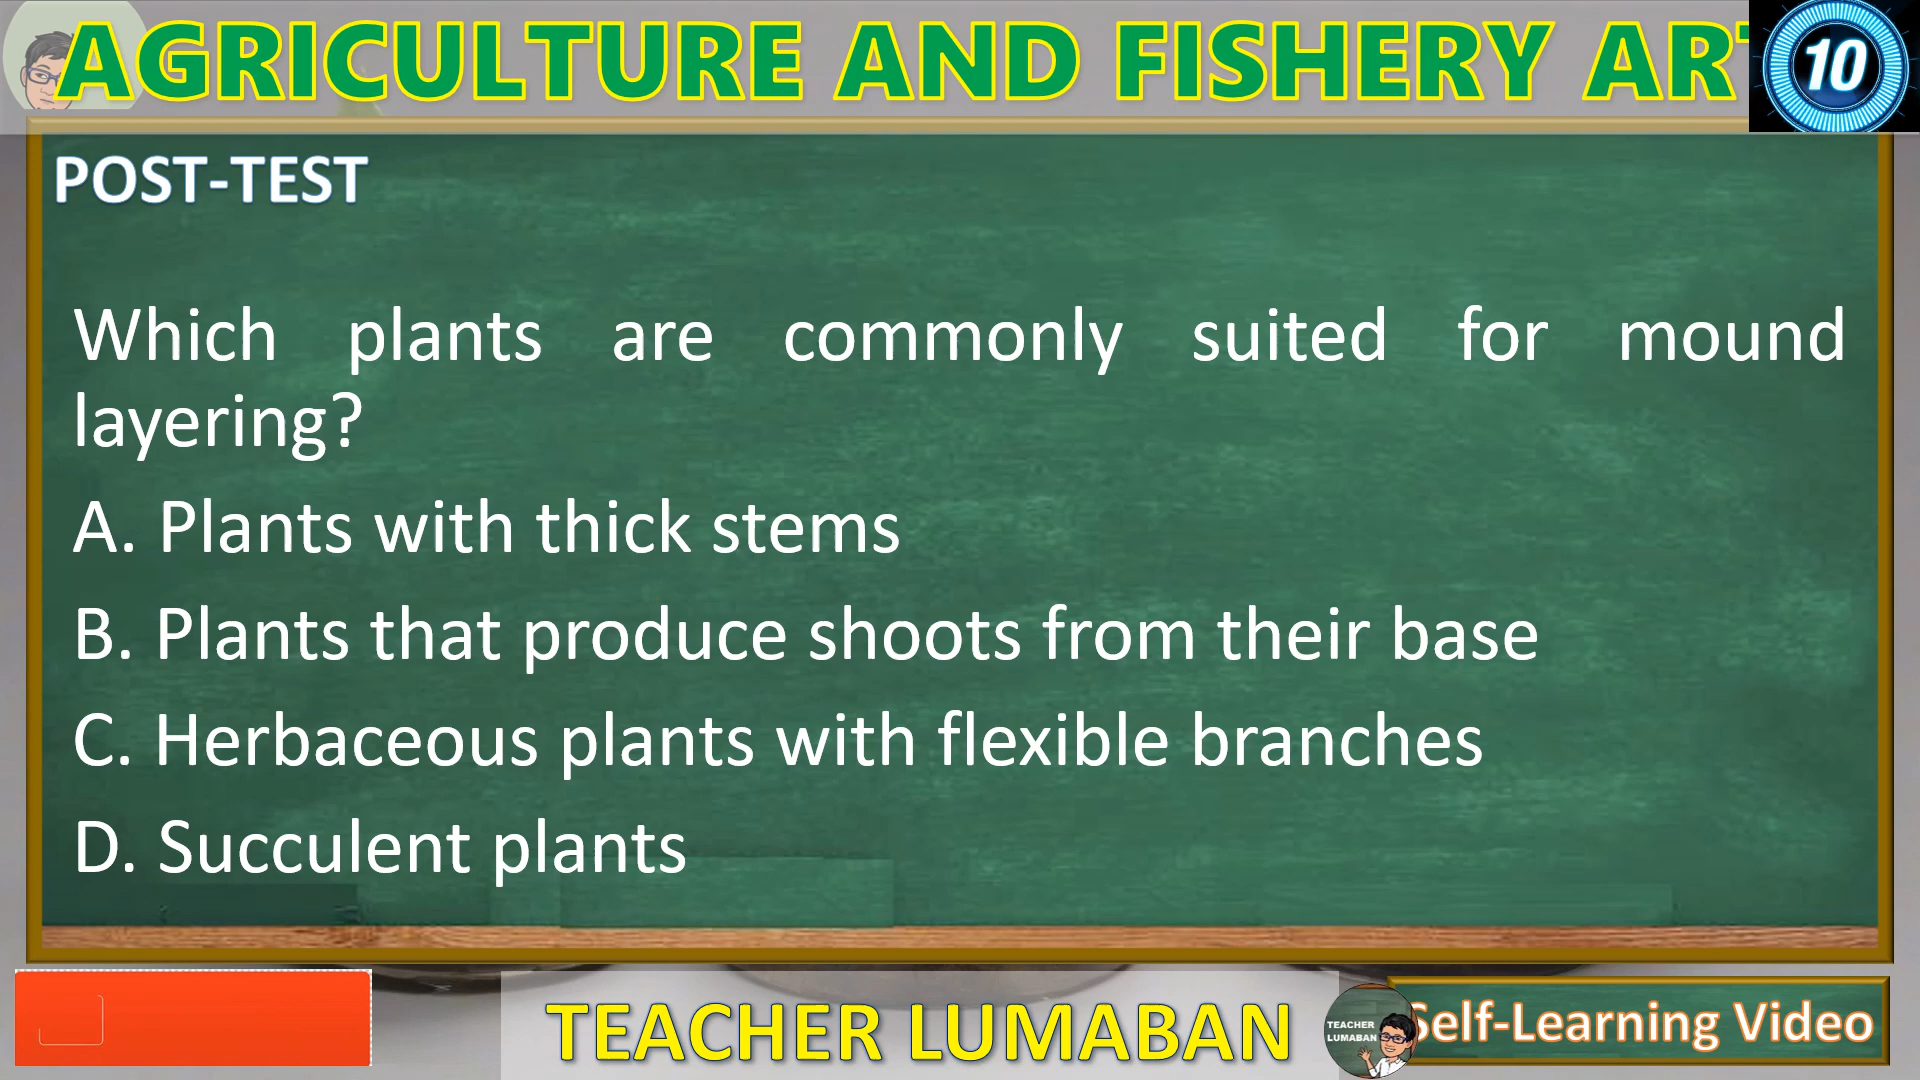 AGRICULTURE AND FISHERY ART
10
POST-TEST
Which plants are commonly suited for mound
layering?
A. Plants with thick stems
B. Plants that produce shoots from their base
C. Herbaceous plants with flexible branches
D. Succulent plants
TEACHER LUMABAN
TEACHER
LUMABAN
Self-Learning Video